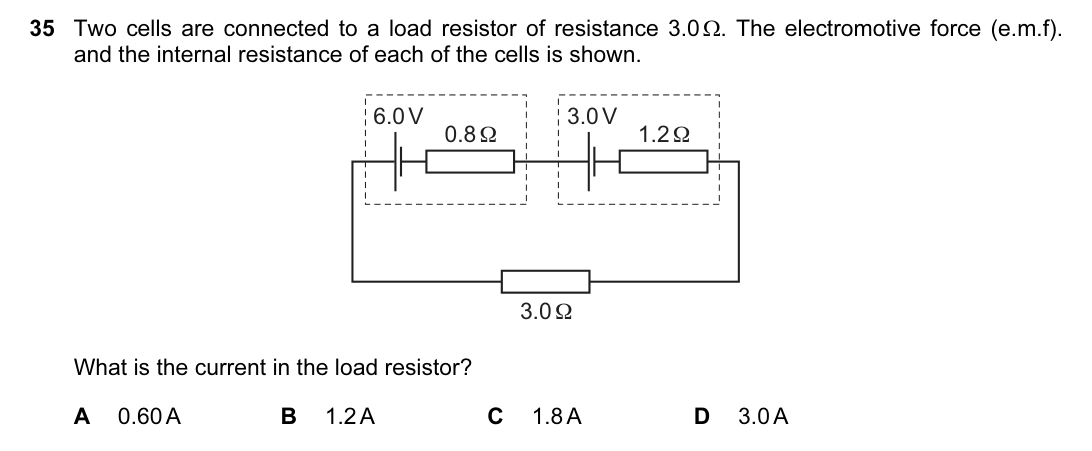 35 Two cells are connected to a load resistor of resistance 3.0Ω. The electromotive force (e.m.f).
and the internal resistance of each of the cells is shown.
6.0V 3.0V
0.8Ω 1.2Ω
3.0Ω
What is the current in the load resistor?
A 0.60A B 1.2A C 1.8A D 3.0A